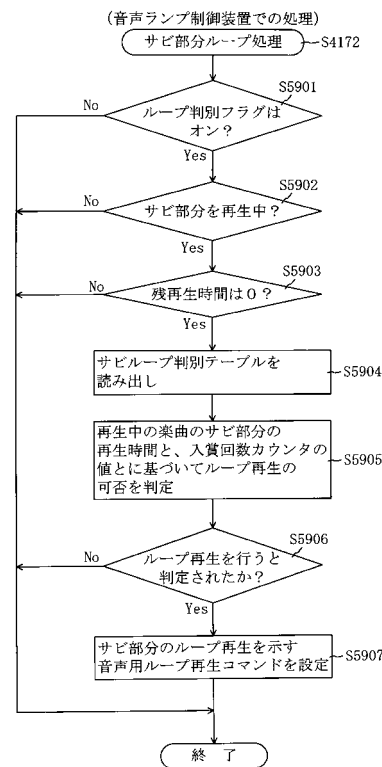 (音声ランプ制御装置での処理)
サビ部分ループ処理
S4172
S5901
ループ判別フラグは
オン?
No
Yes
S5902
サビ部分を再生中?
No
Yes
S5903
残再生時間は0?
No
Yes
サビループ判別テーブルを
読み出し
S5904
再生中の楽曲のサビ部分の
再生時間と、入賞回数カウンタの
値とに基づいてループ再生の
可否を判定
S5905
S5906
ループ再生を行うと
判定されたか?
No
Yes
サビ部分のループ再生を示す
音声用ループ再生コマンドを設定
S5907
終 了